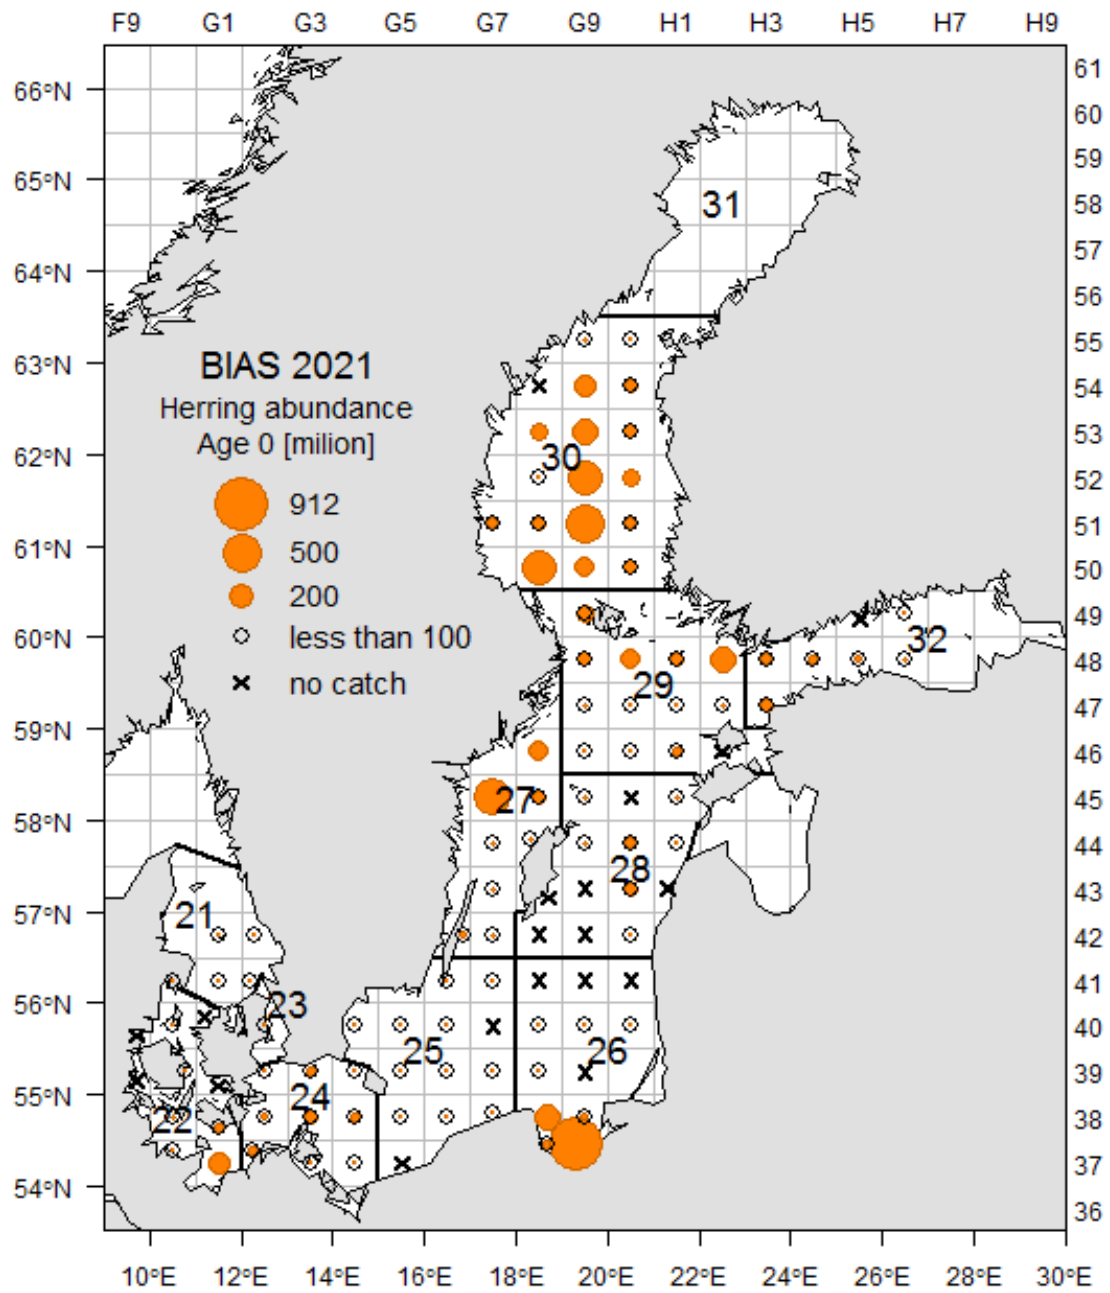 F9 G1 G3 G5 G7 G9 H1 H3 H5 H7 H9
61
66°N
60
59
65°N
31
58
57
64°N
56
55
63°N
BIAS 2021
54
Herring abundance
53
Age 0 [milion]
62°N
30
52
912
51
61°N
500
50
200
49
60°N
less than 100
32
48
no catch
29
47
59°N
46
27
45
58°N
44
28
43
57°N
21
42
41
56°N
23
40
25
26
39
55°N
24
22
38
37
54°N
36
10°E 12°E 14°E 16°E 18°E 20°E 22°E 24°E 26°E 28°E 30°E